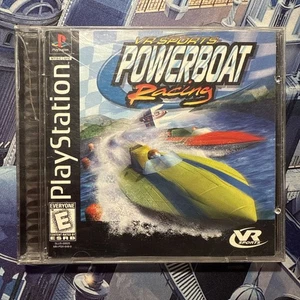 VR SPORTS
POWERBOAT
Racing
PlayStation
EVERYONE
E
ESRB
VR
SPORTS